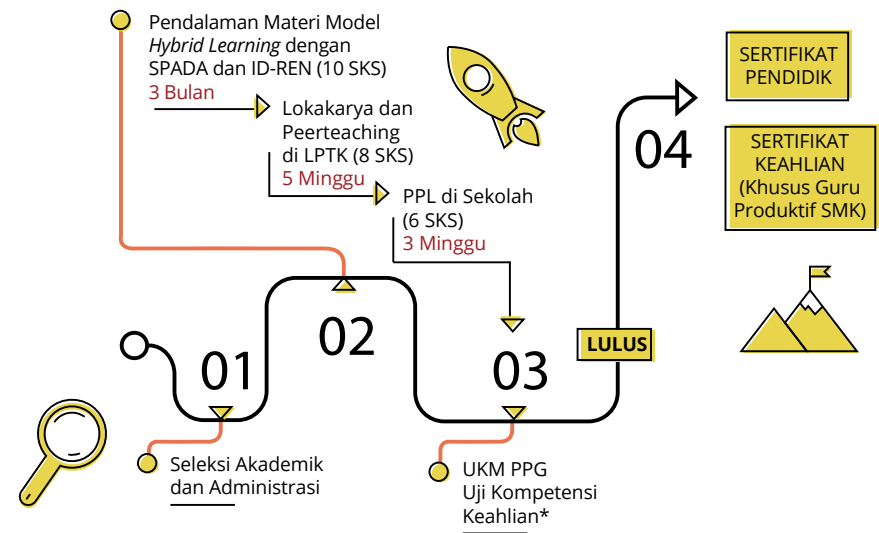 Pendalaman Materi Model
Hybrid Learning dengan
SPADA dan ID-REN (10 SKS)
3 Bulan
Lokakarya dan
Peerteaching
di LPTK (8 SKS)
5 Minggu
PPL di Sekolah
(6 SKS)
3 Minggu
04
SERTIFIKAT
PENDIDIK
SERTIFIKAT
KEAHLIAN
(Khusus Guru
Produktif SMK)
01
02
03
LULUS
Seleksi Akademik
dan Administrasi
UKM PPG
Uji Kompetensi
Keahlian*